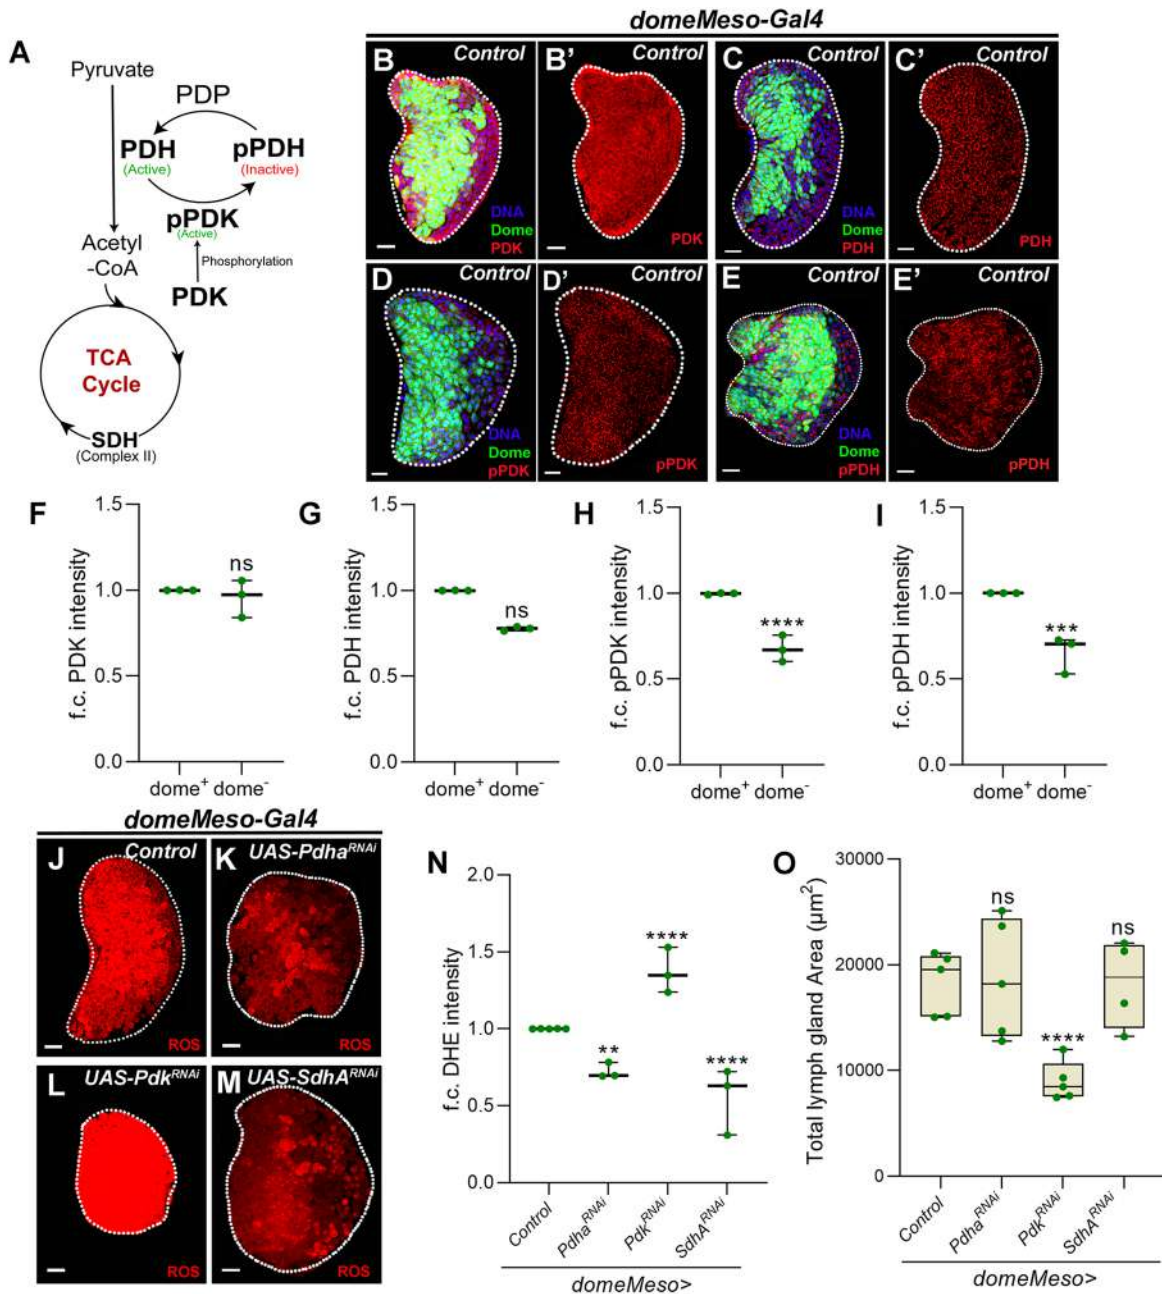 domeMeso-Gal4
A
Pyruvate
PDP
PDH
(Active)
pPDH
(Inactive)
pPDK
(Active)
Phosphorylation
PDK
Acetyl
-CoA
TCA
Cycle
SDH
(Complex II)
B
Control
DNA
Dome
PDK
B'
Control
PDK
C
Control
DNA
Dome
PDH
C'
Control
PDH
D
Control
DNA
Dome
pPDK
D'
Control
pPDK
E
Control
DNA
Dome
pPDH
E'
Control
pPDH
F
f.c. PDK intensity
1.5
1.0
0.5
0.0
ns
dome+ dome-
G
f.c. PDH intensity
1.5
1.0
0.5
0.0
ns
dome+ dome-
H
f.c. pPDK intensity
1.5
1.0
0.5
0.0
****
dome+ dome-
I
f.c. pPDH intensity
1.5
1.0
0.5
0.0
***
dome+ dome-
domeMeso-Gal4
J
Control
ROS
K
UAS-PdhaRNAi
ROS
L
UAS-PdkRNAi
ROS
M
UAS-SdhARNAi
ROS
N
f.c. DHE intensity
2.0
1.5
1.0
0.5
0.0
**
****
****
Control
PdhaRNAi
PdkRNAi
SdhARNAi
domeMeso>
O
Total lymph gland Area (µm2)
30000
20000
10000
0
ns
****
ns
Control
PdhaRNAi
PdkRNAi
SdhARNAi
domeMeso>